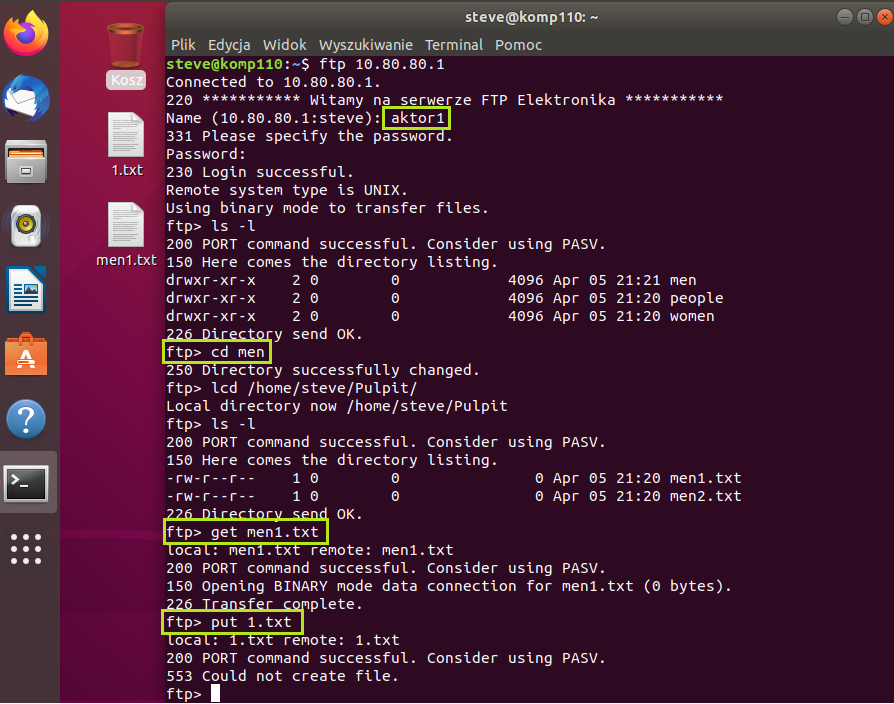 steve@komp110: ~
Plik Edycja Widok Wyszukiwanie Terminal Pomoc
Kosz
1.txt
men1.txt
steve@komp110:~$ ftp 10.80.80.1
Connected to 10.80.80.1.
220 *********** Witamy na serwerze FTP Elektronika ***********
Name (10.80.80.1:steve): aktor1
331 Please specify the password.
Password:
230 Login successful.
Remote system type is UNIX.
Using binary mode to transfer files.
ftp> ls -l
200 PORT command successful. Consider using PASV.
150 Here comes the directory listing.
drwxr-xr-x    2 0        0            4096 Apr 05 21:21 men
drwxr-xr-x    2 0        0            4096 Apr 05 21:20 people
drwxr-xr-x    2 0        0            4096 Apr 05 21:20 women
226 Directory send OK.
ftp> cd men
250 Directory successfully changed.
ftp> lcd /home/steve/Pulpit/
Local directory now /home/steve/Pulpit
ftp> ls -l
200 PORT command successful. Consider using PASV.
150 Here comes the directory listing.
-rw-r--r--    1 0        0               0 Apr 05 21:20 men1.txt
-rw-r--r--    1 0        0               0 Apr 05 21:20 men2.txt
226 Directory send OK.
ftp> get men1.txt
local: men1.txt remote: men1.txt
200 PORT command successful. Consider using PASV.
150 Opening BINARY mode data connection for men1.txt (0 bytes).
226 Transfer complete.
ftp> put 1.txt
local: 1.txt remote: 1.txt
200 PORT command successful. Consider using PASV.
553 Could not create file.
ftp>